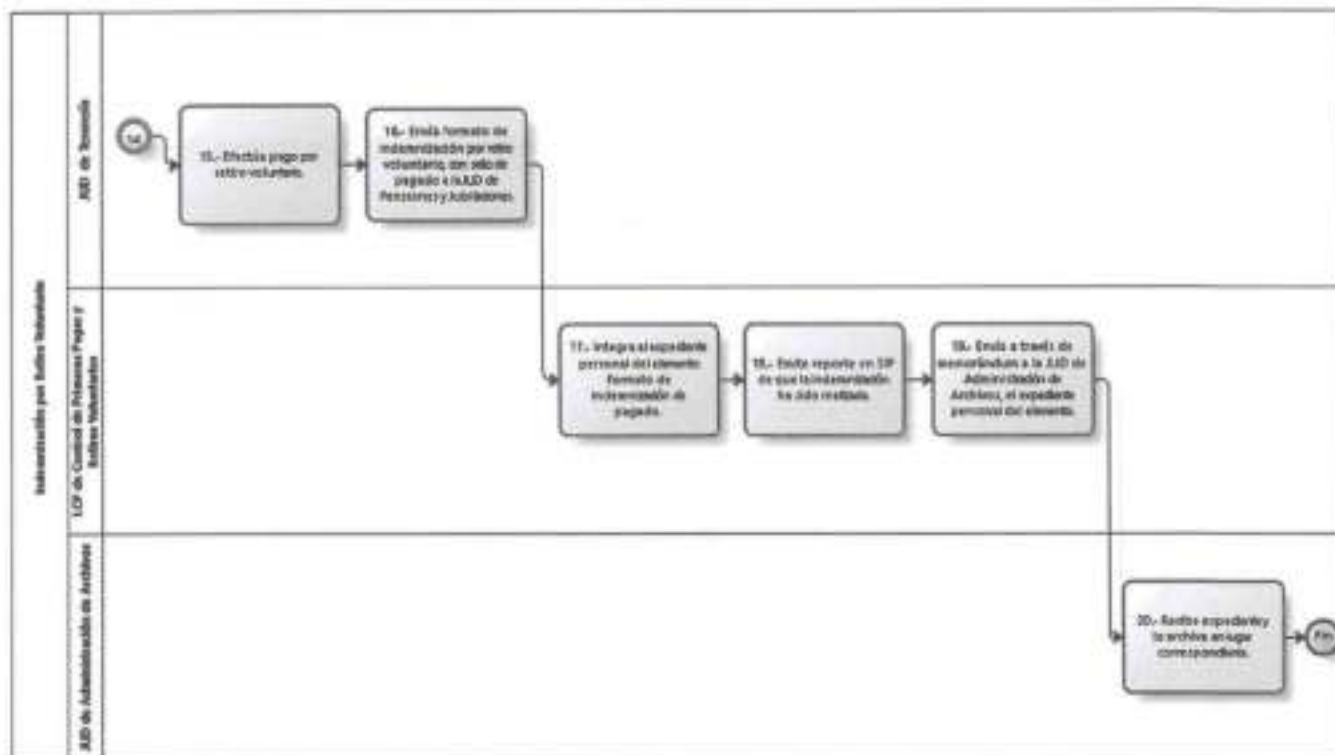 Indemnización por Retiro Voluntario
JUD de Tesorería
14
15.- Efectúa pago por
retiro voluntario.
16.- Envía formato de
indemnización por retiro
voluntario, con sello de
pagado a la JUD de
Pensiones y Jubilaciones.
LCP de Control de Primeros Pagos y
Retiros Voluntarios
17.- Integra al expediente
personal del elemento
formato de
indemnización de
pagado.
18.- Emite reporte en SIP
de que la indemnización
ha sido realizada.
19.- Envía a través de
memorándum a la JUD de
Administración de
Archivos, el expediente
personal del elemento.
JUD de Administración de Archivos
20.- Recibe expediente y
lo archiva en lugar
correspondiente.
Fin